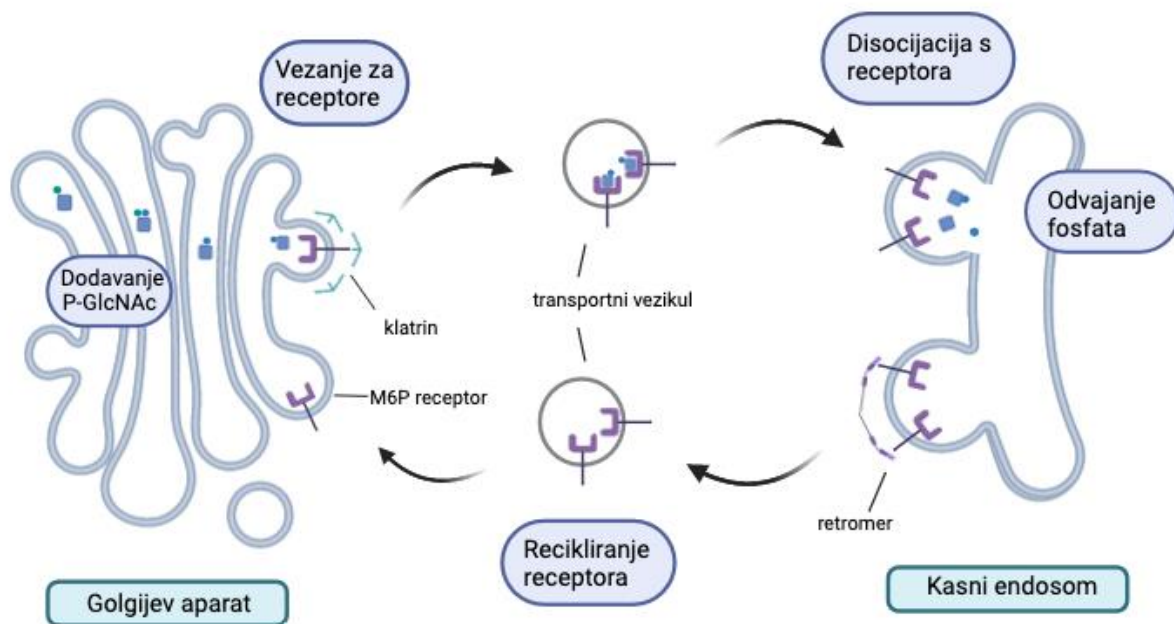 Vezanje za
receptore
Disocijacija s
receptora
Odvajanje
fosfata
Dodavanje
P-GlcNAc
transportni vezikul
klatrin
M6P receptor
retromer
Recikliranje
receptora
Golgijev aparat
Kasni endosom